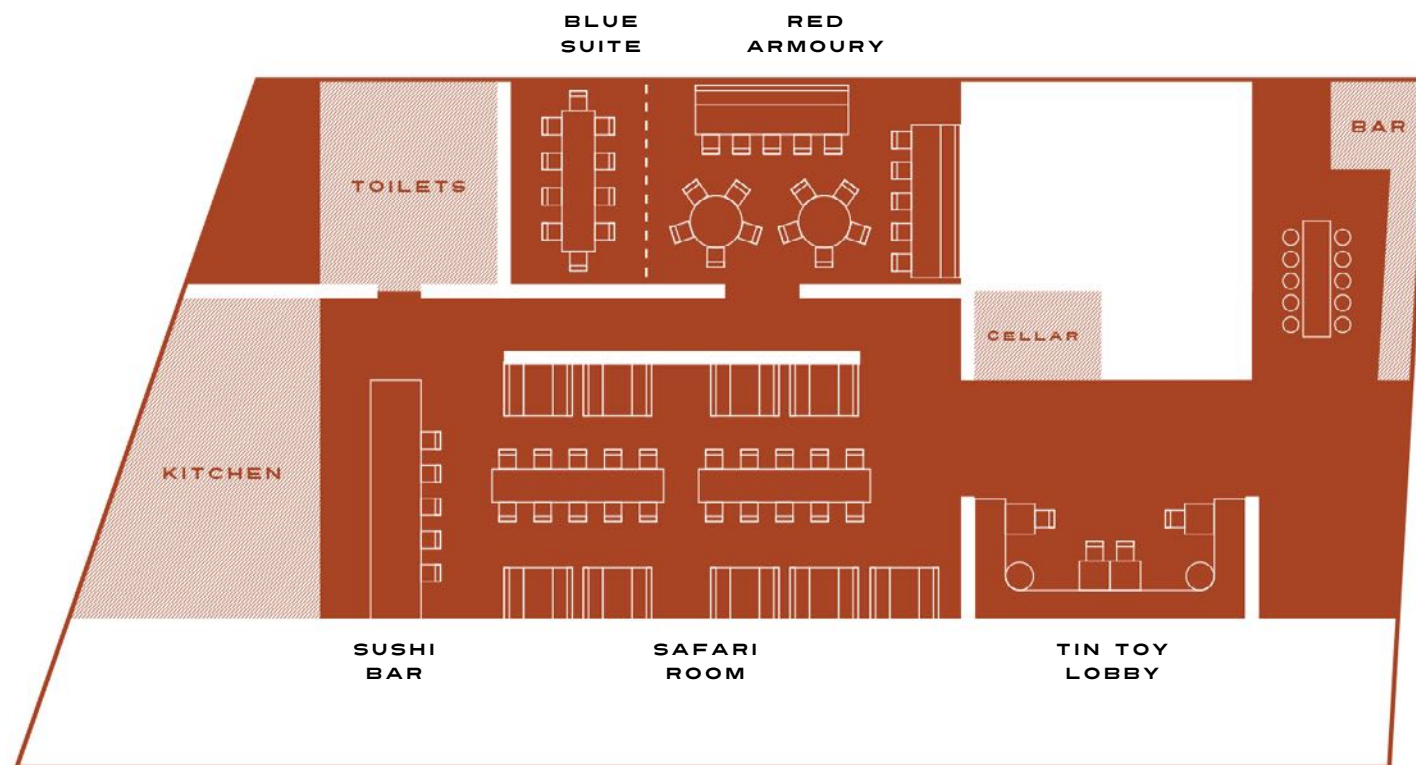 BLUE
SUITE
RED
ARMOURY
BAR
TOILETS
CELLAR
KITCHEN
SUSHI
BAR
SAFARI
ROOM
TIN TOY
LOBBY